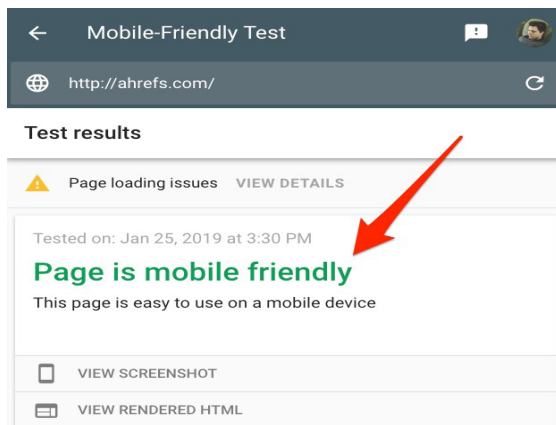 Mobile-Friendly Test
http://ahrefs.com/
Test results
Page loading issues VIEW DETAILS
Tested on: Jan 25, 2019 at 3:30 PM
Page is mobile friendly
This page is easy to use on a mobile device
VIEW SCREENSHOT
VIEW RENDERED HTML